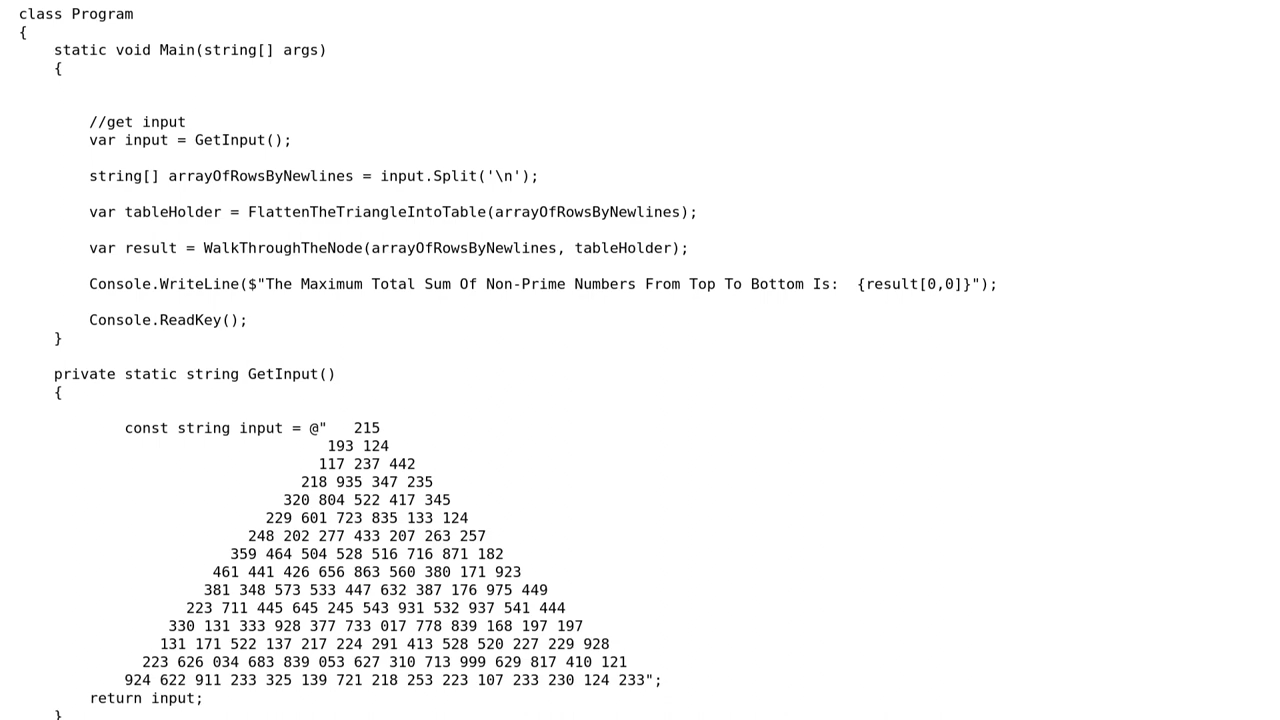 class Program
{
static void Main(string[] args)
{
//get input
var input = GetInput();
string[] arrayOfRowsByNewlines = input.Split('\n');
var tableHolder = FlattenTheTriangleIntoTable(arrayOfRowsByNewlines);
var result = WalkThroughTheNode(arrayOfRowsByNewlines, tableHolder);
Console.WriteLine($"The Maximum Total Sum Of Non-Prime Numbers From Top To Bottom Is:  {result[0,0]}");
Console.ReadKey();
}
private static string GetInput()
{
const string input = @"   215
193 124
117 237 442
218 935 347 235
320 804 522 417 345
229 601 723 835 133 124
248 202 277 433 207 263 257
359 464 504 528 516 716 871 182
461 441 426 656 863 560 380 171 923
381 348 573 533 447 632 387 176 975 449
223 711 445 645 245 543 931 532 937 541 444
330 131 333 928 377 733 017 778 839 168 197 197
131 171 522 137 217 224 291 413 528 520 227 229 928
223 626 034 683 839 053 627 310 713 999 629 817 410 121
924 622 911 233 325 139 721 218 253 223 107 233 230 124 233";
return input;
}